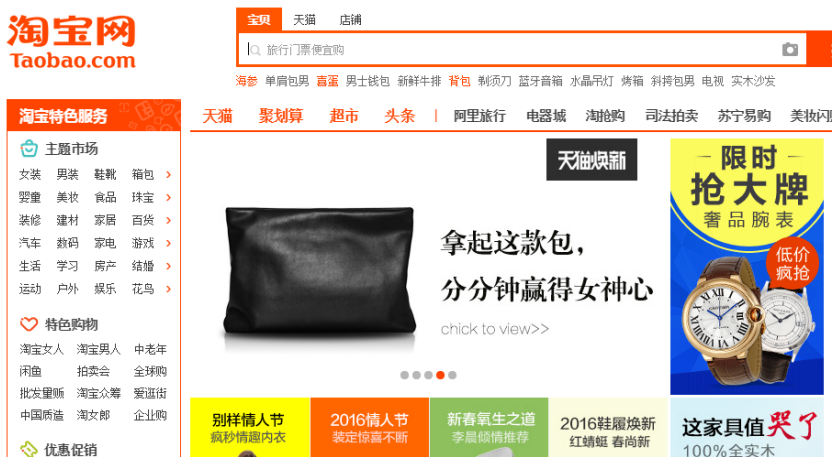 淘宝网
Taobao.com
宝贝 天猫 店铺
旅行门票便宜购
海参 单肩包男 喜蛋 男士钱包 新鲜牛排 背包 剃须刀 蓝牙音箱 水晶吊灯 烤箱 斜挎包男 电视 实木沙发
淘宝特色服务
天猫 聚划算 超市 头条 | 阿里旅行 电器城 淘抢购 司法拍卖 苏宁易购 美妆闪购
主题市场
女装 男装 鞋靴 箱包 >
婴童 美妆 食品 珠宝 >
装修 建材 家居 百货 >
汽车 数码 家电 游戏 >
生活 学习 房产 结婚 >
运动 户外 娱乐 花鸟 >
特色购物
淘宝女人 淘宝男人 中老年
闲鱼 拍卖会 全球购
批发里贩 淘宝众筹 爱逛街
中国质造 淘女郎 企业购
优惠促销
天猫焕新
拿起这款包，
分分钟赢得女神心
chick to view>>
限时
抢大牌
奢品腕表
低价
疯抢
别样情人节
疯秒情趣内衣
2016情人节
装定惊喜不断
新春氧生之道
李晨倾情推荐
2016鞋履焕新
红蜻蜓 春尚新
这家具值哭了
100%全实木